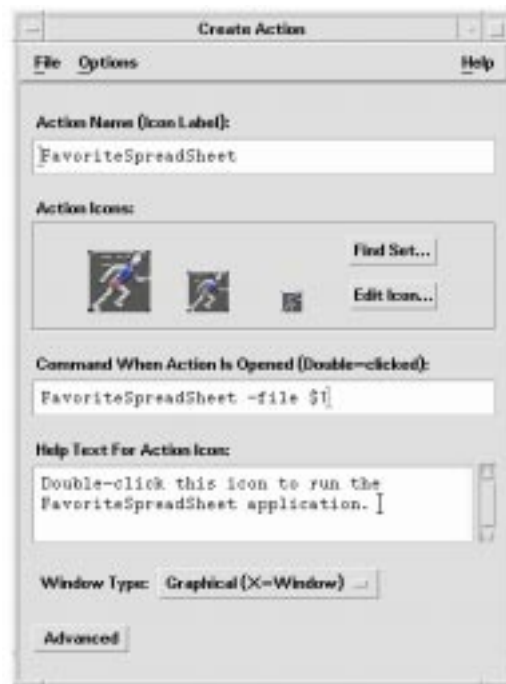 Create Action
File Options Help
Action Name (Icon Label):
FavoriteSpreadSheet
Action Icons:
Find Set...
Edit Icon...
Command When Action Is Opened (Double-clicked):
FavoriteSpreadSheet -file $1
Help Text For Action Icon:
Double-click this icon to run the
FavoriteSpreadSheet application.
Window Type: Graphical (X-Window)
Advanced